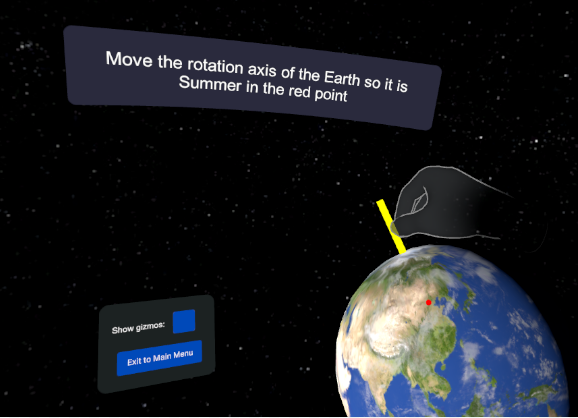 Move the rotation axis of the Earth so it is
Summer in the red point
Show gizmos:
Exit to Main Menu